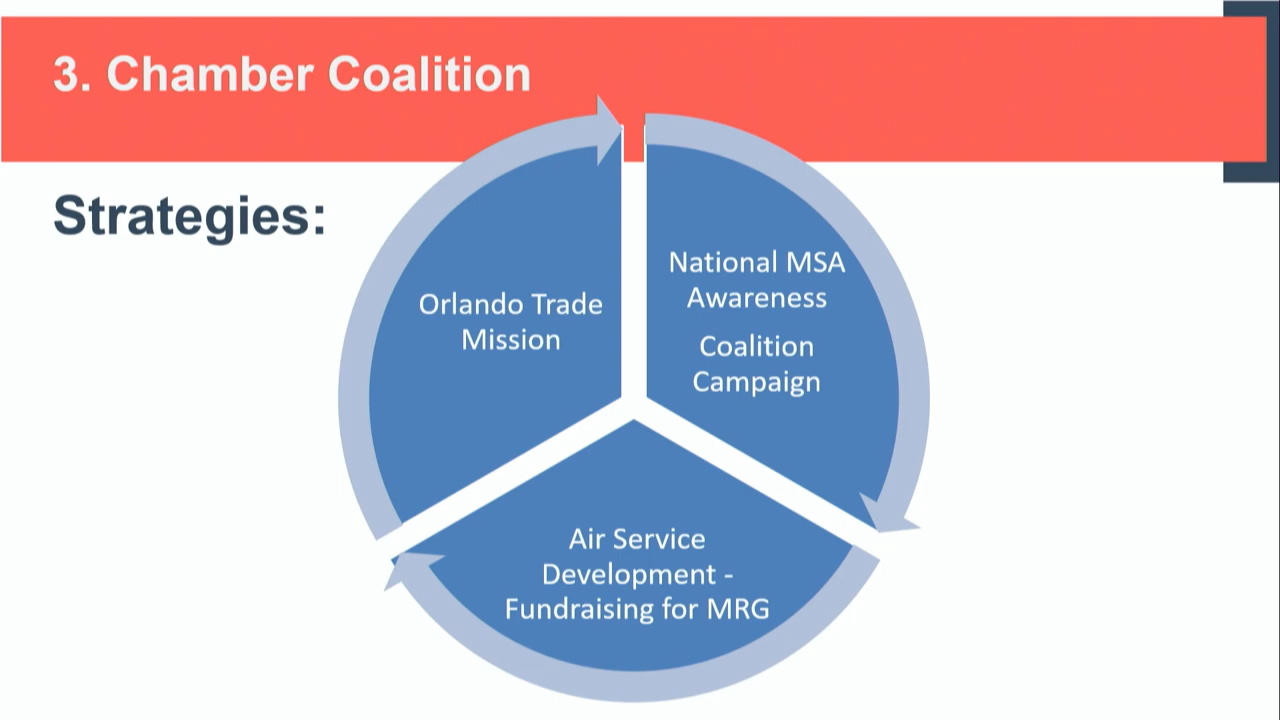 3. Chamber Coalition
Strategies:
Orlando Trade
Mission
National MSA
Awareness
Coalition
Campaign
Air Service
Development -
Fundraising for MRG